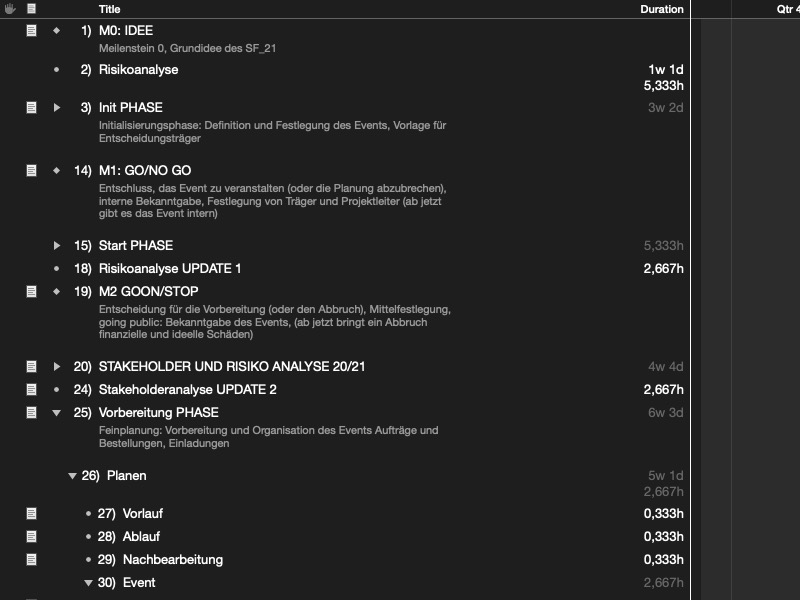 Title Duration Qtr 4
1) M0: IDEE
Meilenstein 0, Grundidee des SF_21
2) Risikoanalyse 1w 1d
5,333h
3) Init PHASE 3w 2d
Initialisierungsphase: Definition und Festlegung des Events, Vorlage für
Entscheidungsträger
14) M1: GO/NO GO
Entschluss, das Event zu veranstalten (oder die Planung abzubrechen),
interne Bekanntgabe, Festlegung von Träger und Projektleiter (ab jetzt
gibt es das Event intern)
15) Start PHASE 5,333h
18) Risikoanalyse UPDATE 1 2,667h
19) M2 GOON/STOP
Entscheidung für die Vorbereitung (oder den Abbruch), Mittelfestlegung,
going public: Bekanntgabe des Events, (ab jetzt bringt ein Abbruch
finanzielle und ideelle Schäden)
20) STAKEHOLDER UND RISIKO ANALYSE 20/21 4w 4d
24) Stakeholderanalyse UPDATE 2 2,667h
25) Vorbereitung PHASE 6w 3d
Feinplanung: Vorbereitung und Organisation des Events Aufträge und
Bestellungen, Einladungen
26) Planen 5w 1d
2,667h
27) Vorlauf 0,333h
28) Ablauf 0,333h
29) Nachbearbeitung 0,333h
30) Event 2,667h